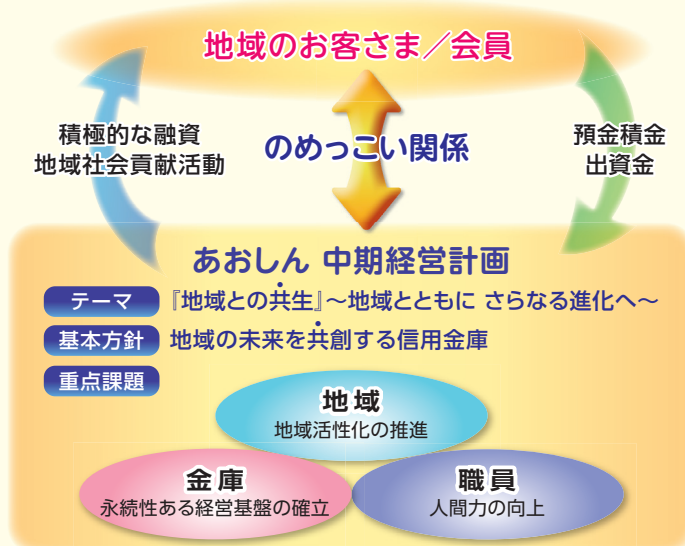 地域のお客さま／会員
積極的な融資
地域社会貢献活動
のめっこい関係
預金積金
出資金
あおしん 中期経営計画
テーマ 『地域との共生』～地域とともに さらなる進化へ～
基本方針 地域の未来を共創する信用金庫
重点課題
地域
地域活性化の推進
金庫
永続性ある経営基盤の確立
職員
人間力の向上